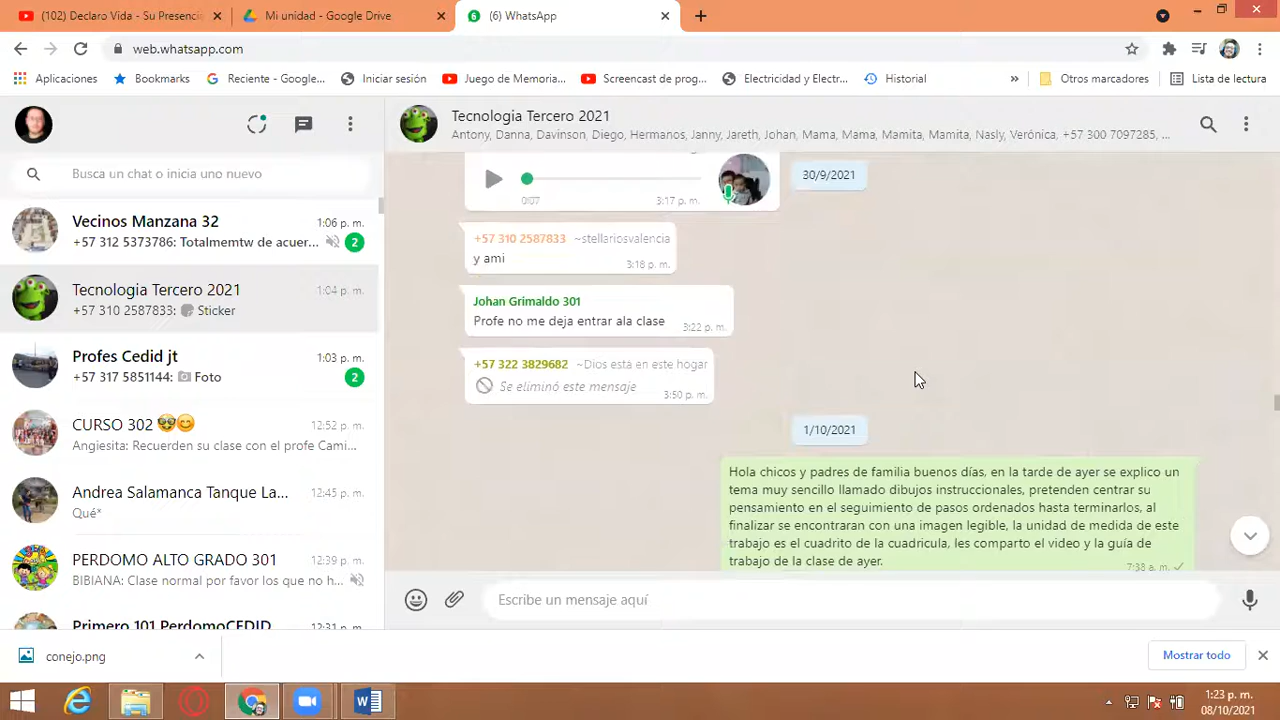 (102) Declaro Vida - Su Presenci
Mi unidad - Google Drive
6
(6) WhatsApp
web.whatsapp.com
Aplicaciones
Bookmarks
Reciente - Google...
Iniciar sesión
Juego de Memoria...
Screencast de prog...
Electricidad y Electr...
Historial
»
Otros marcadores
Lista de lectura
Tecnologia Tercero 2021
Antony, Danna, Davinson, Diego, Hermanos, Janny, Jareth, Johan, Mama, Mama, Mamita, Mamita, Nasly, Verónica, +57 300 7097285, ...
Busca un chat o inicia uno nuevo
Vecinos Manzana 32
1:06 p. m.
+57 312 5373786: Totalmemtw de acuer...
2
Tecnologia Tercero 2021
1:04 p. m.
+57 310 2587833: Sticker
Profes Cedid jt
1:03 p. m.
+57 317 5851144: Foto
2
CURSO 302
12:52 p. m.
Angiesita: Recuerden su clase con el profe Cami...
Andrea Salamanca Tanque La...
12:45 p. m.
Qué*
PERDOMO ALTO GRADO 301
12:39 p. m.
BIBIANA: Clase normal por favor los que no h...
Primero 101 PerdomoCEDID
12:31 p. m.
0:07
3:17 p. m.
30/9/2021
+57 310 2587833 ~stellariosvalencia
y ami
3:18 p. m.
Johan Grimaldo 301
Profe no me deja entrar ala clase
3:22 p. m.
+57 322 3829682 ~Dios está en este hogar
Se eliminó este mensaje
3:50 p. m.
1/10/2021
Hola chicos y padres de familia buenos días, en la tarde de ayer se explico un
tema muy sencillo llamado dibujos instruccionales, pretenden centrar su
pensamiento en el seguimiento de pasos ordenados hasta terminarlos, al
finalizar se encontraran con una imagen legible, la unidad de medida de este
trabajo es el cuadrito de la cuadricula, les comparto el video y la guía de
trabajo de la clase de ayer.
7:38 a. m.
Escribe un mensaje aquí
conejo.png
Mostrar todo
1:23 p. m.
08/10/2021